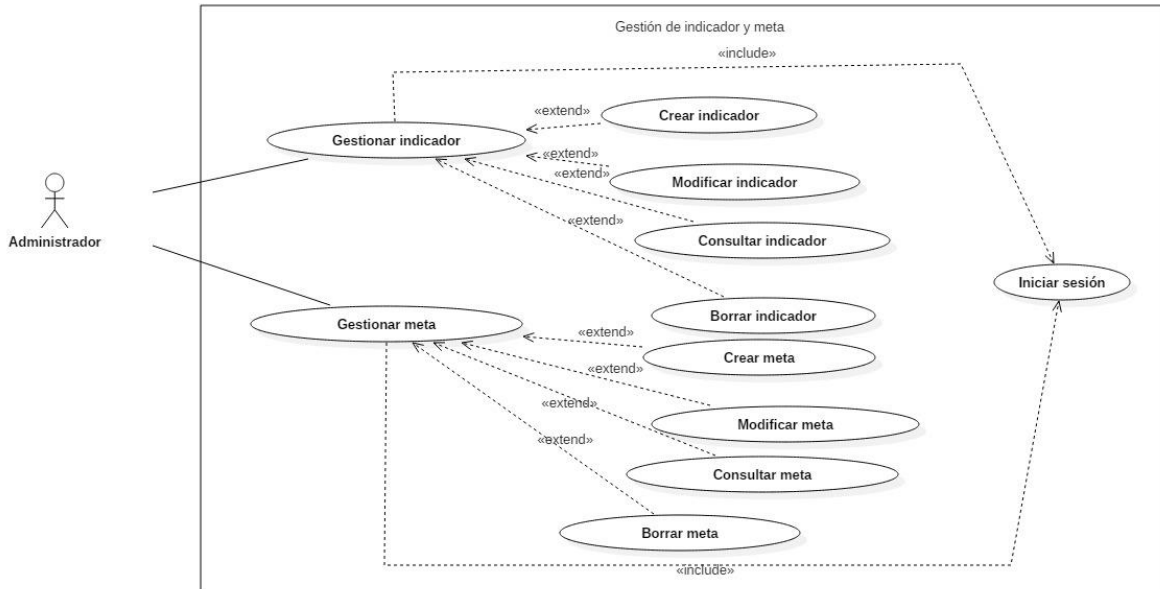 Gestión de indicador y meta
«include»
«extend»
Crear indicador
Gestionar indicador
«extend»
«extend»
Modificar indicador
«extend»
Consultar indicador
Administrador
Iniciar sesión
Borrar indicador
Gestionar meta
«extend»
Crear meta
«extend»
«extend»
Modificar meta
«extend»
Consultar meta
Borrar meta
«include»